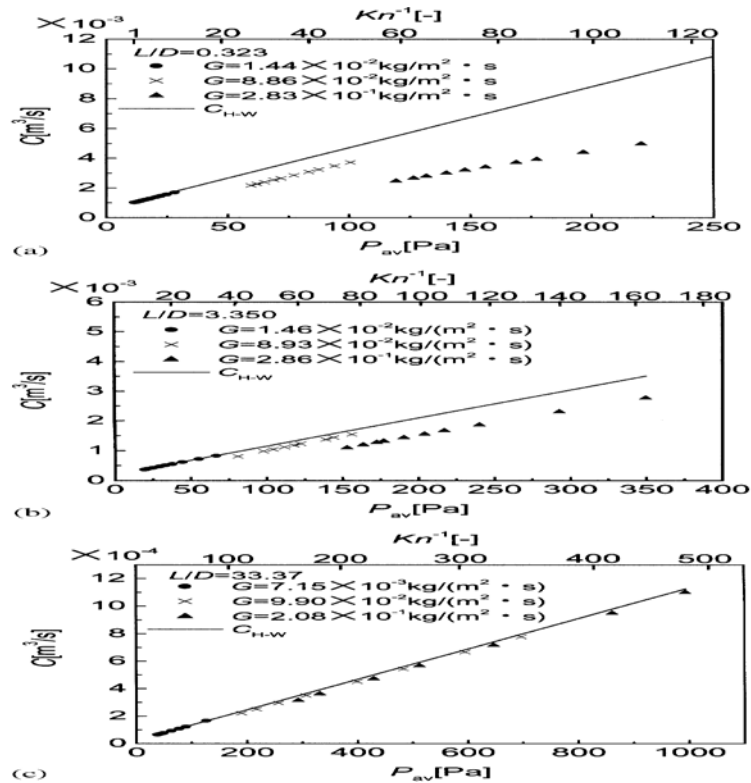 Kn⁻¹[-]
× 10⁻³
1 20 40 60 80 100 120
12
10
8
6
4
2
0
C[m³/s]
L/D=0.323
G=1.44×10⁻²kg/m²・s
G=8.86×10⁻²kg/m²・s
G=2.83×10⁻¹kg/m²・s
C_H-W
0 50 100 150 200 250
P_av[Pa]
(a)
Kn⁻¹[-]
× 10⁻³
0 20 40 60 80 100 120 140 160 180
6
5
4
3
2
1
0
C[m³/s]
L/D=3.350
G=1.46×10⁻²kg/(m²・s)
G=8.93×10⁻²kg/(m²・s)
G=2.86×10⁻¹kg/(m²・s)
C_H-W
0 50 100 150 200 250 300 350 400
P_av[Pa]
(b)
Kn⁻¹[-]
× 10⁻⁴
0 100 200 300 400 500
12
10
8
6
4
2
0
C[m³/s]
L/D=33.37
G=7.15×10⁻³kg/(m²・s)
G=9.90×10⁻²kg/(m²・s)
G=2.08×10⁻¹kg/(m²・s)
C_H-W
0 200 400 600 800 1000
P_av[Pa]
(c)